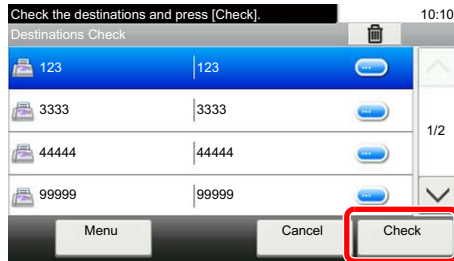 Check the destinations and press [Check]. 10:10
Destinations Check
123 123
3333 3333
1/2
44444 44444
99999 99999
Menu Cancel Check